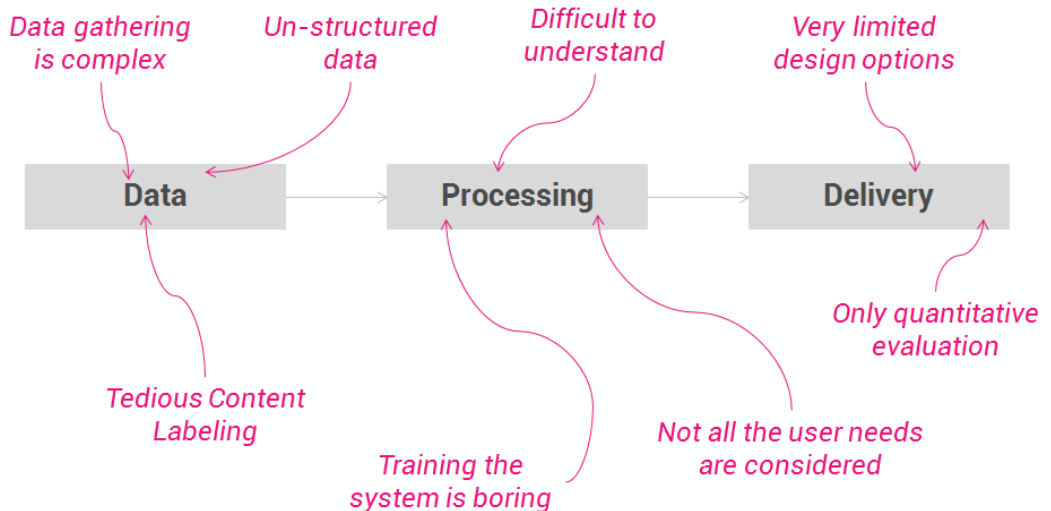 Data gathering
is complex
Un-structured
data
Difficult to
understand
Very limited
design options
Data
Processing
Delivery
Only quantitative
evaluation
Tedious Content
Labeling
Training the
system is boring
Not all the user needs
are considered